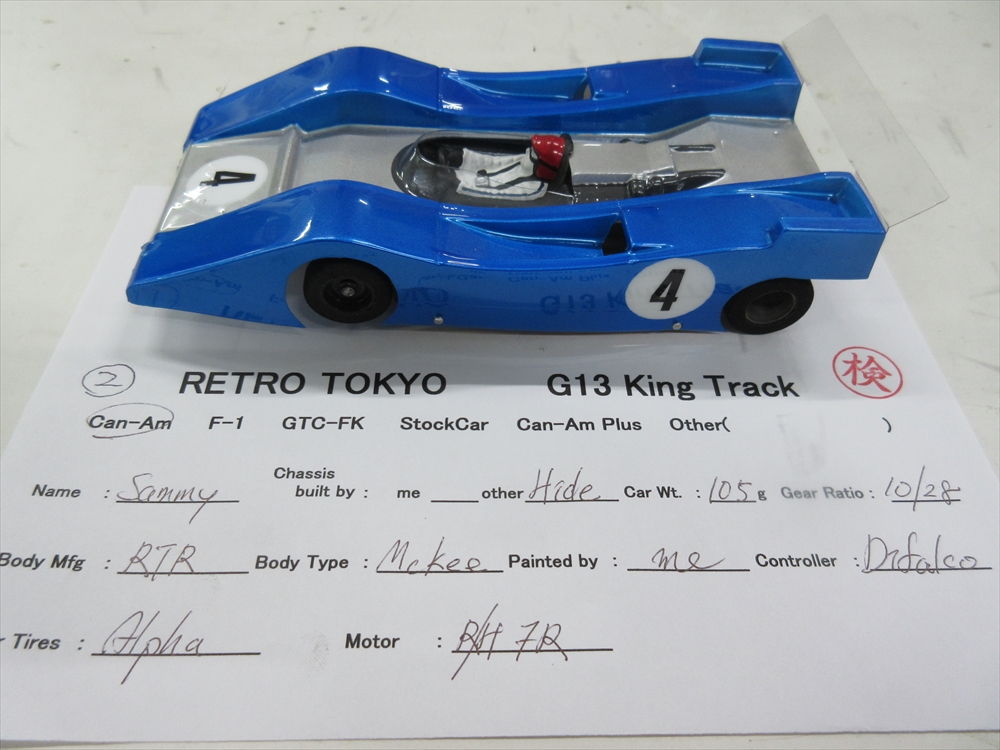 4
4
② RETRO TOKYO G13 King Track 検
Can-Am F-1 GTC-FK StockCar Can-Am Plus Other( )
Name : Sammy Chassis built by : me ____ other Hide Car Wt. : 105 g Gear Ratio : 10/28
Body Mfg : RTR Body Type : Mckee Painted by : me Controller : Difalco
Tires : Alpha Motor : R/H 7R